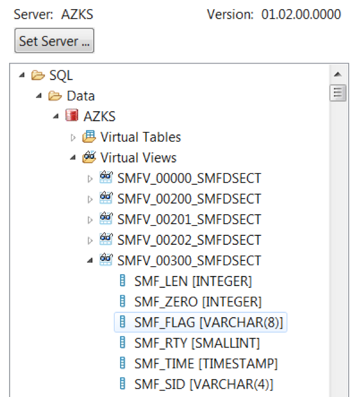 Server: AZKS Version: 01.02.00.0000
Set Server ...
SQL
Data
AZKS
Virtual Tables
Virtual Views
SMFV_00000_SMFDSECT
SMFV_00200_SMFDSECT
SMFV_00201_SMFDSECT
SMFV_00202_SMFDSECT
SMFV_00300_SMFDSECT
SMF_LEN [INTEGER]
SMF_ZERO [INTEGER]
SMF_FLAG [VARCHAR(8)]
SMF_RTY [SMALLINT]
SMF_TIME [TIMESTAMP]
SMF_SID [VARCHAR(4)]